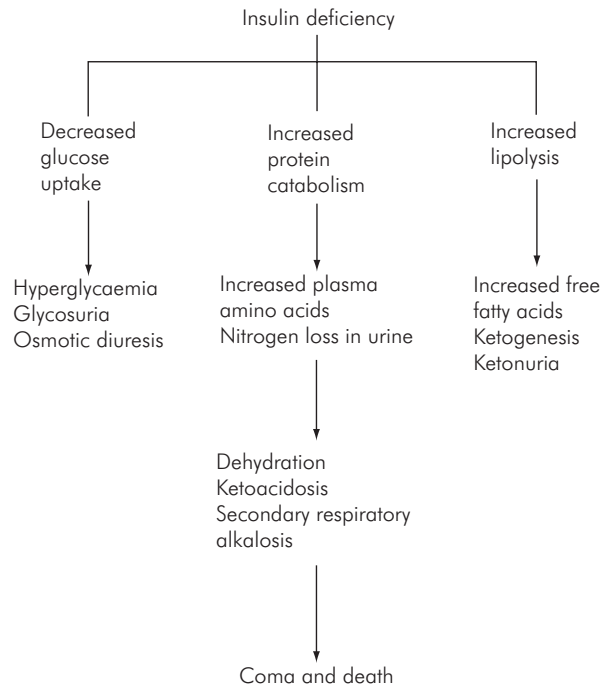 Insulin deficiency
Decreased
glucose
uptake
Increased
protein
catabolism
Increased
lipolysis
Hyperglycaemia
Glycosuria
Osmotic diuresis
Increased plasma
amino acids
Nitrogen loss in urine
Increased free
fatty acids
Ketogenesis
Ketonuria
Dehydration
Ketoacidosis
Secondary respiratory
alkalosis
Coma and death